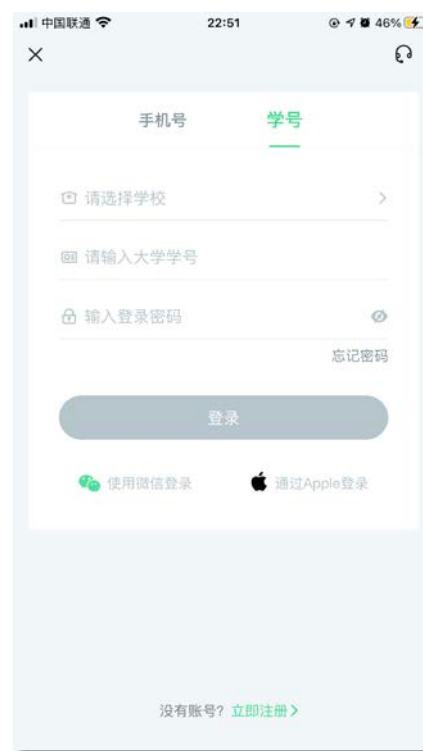 中国联通 22:51 46%
手机号 学号
请选择学校
请输入大学学号
输入登录密码
忘记密码
登录
使用微信登录 通过Apple登录
没有账号? 立即注册>